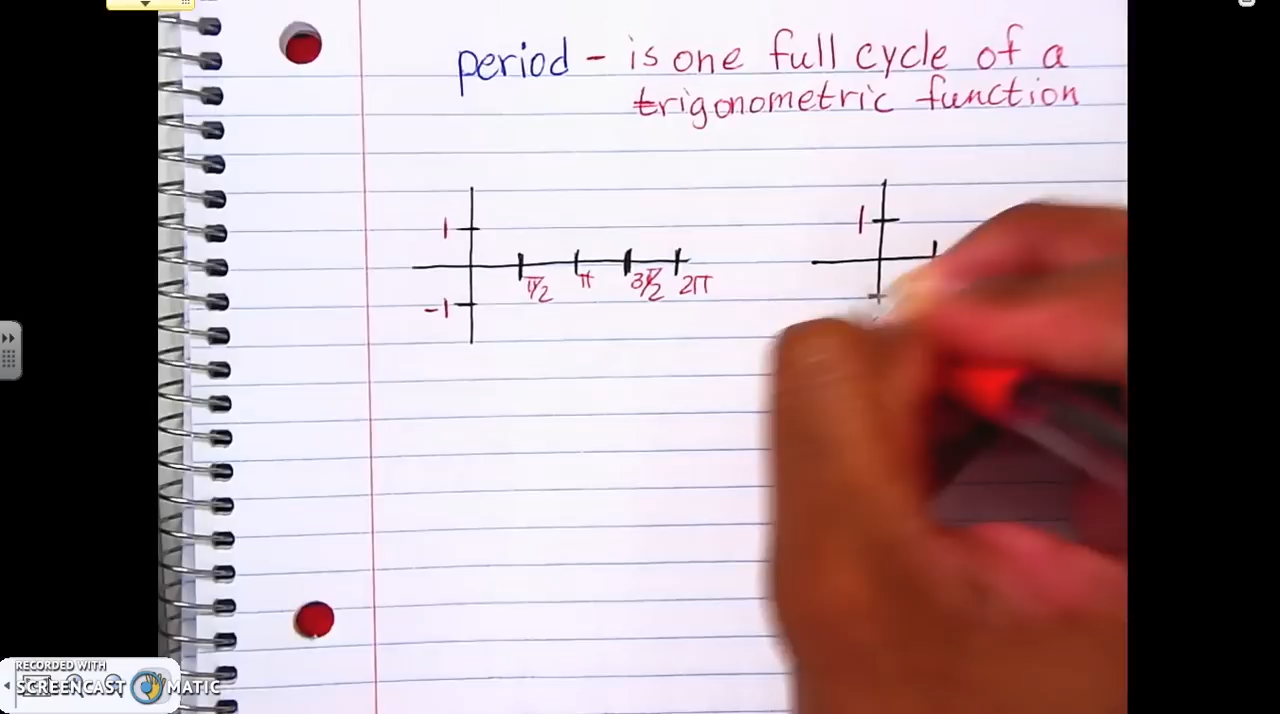 period - is one full cycle of a
trigonometric function
1
-1
π/2 π 3π/2 2π
1
RECORDED WITH
SCREENCAST MATIC